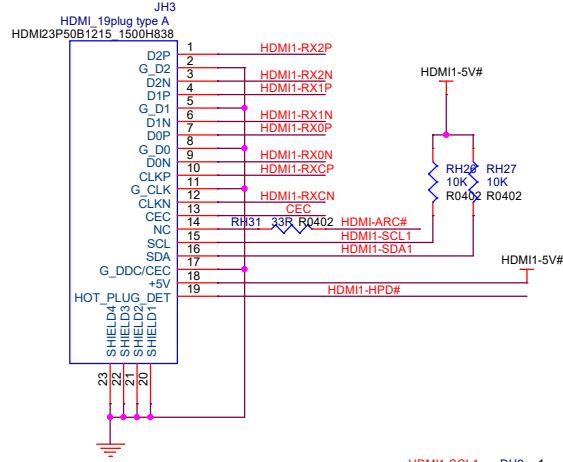 JH3
HDMI_19plug type A
HDMI23P50B1215_1500H838
D2P 1 HDMI1-RX2P
G_D2 2
D2N 3 HDMI1-RX2N
D1P 4 HDMI1-RX1P
G_D1 5
D1N 6 HDMI1-RX1N
D0P 7 HDMI1-RX0P
G_D0 8
D0N 9 HDMI1-RX0N
CLKP 10 HDMI1-RXCP
G_CLK 11
CLKN 12 HDMI1-RXCN
CEC 13 CEC
NC 14 RH31 33R R0402 HDMI-ARC#
SCL 15 HDMI1-SCL1
SDA 16 HDMI1-SDA1
G_DDC/CEC 17
+5V 18
HOT_PLUG_DET 19 HDMI1-HPD#
SHIELD4 23
SHIELD3 22
SHIELD2 21
SHIELD1 20
HDMI1-5V#
RH26 RH27
10K 10K
R0402 R0402
HDMI1-5V#